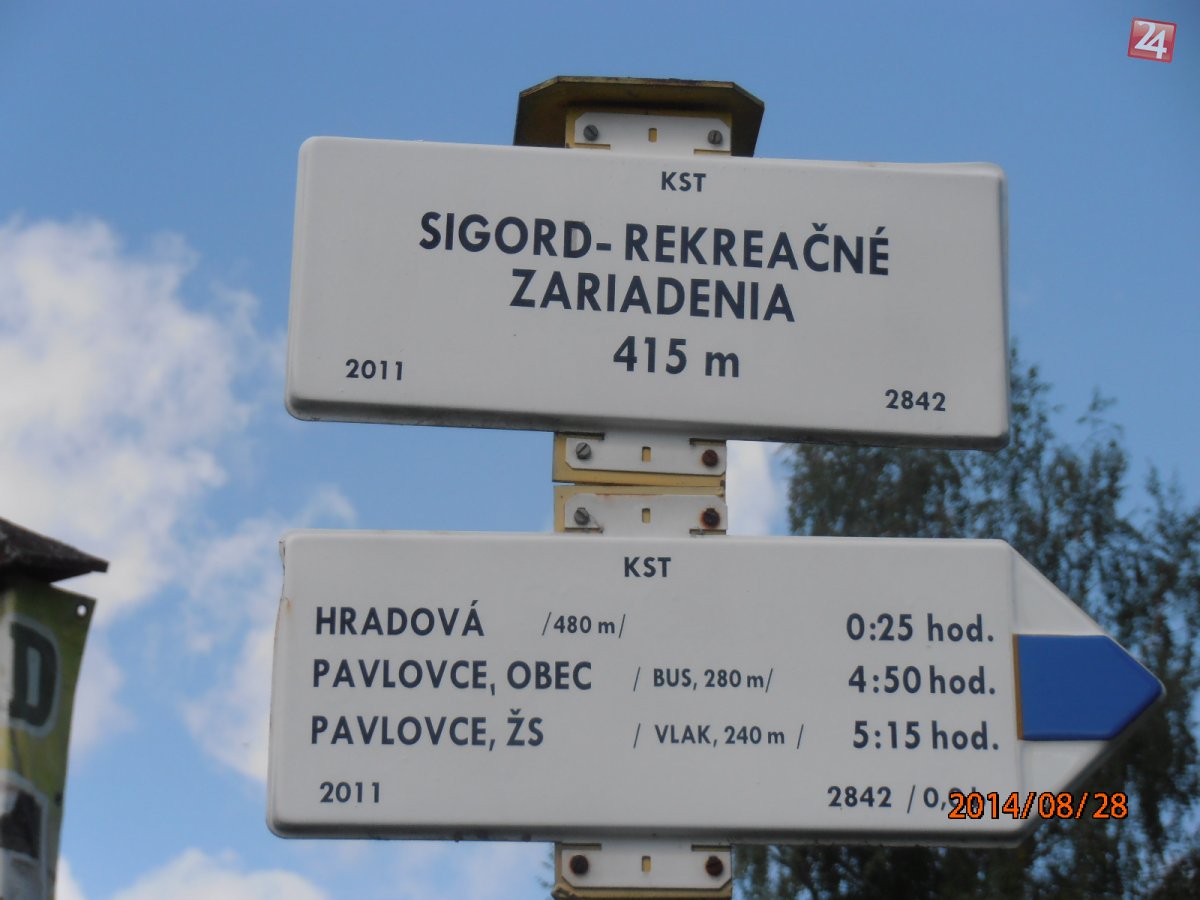 24
KST
SIGORD-REKREAČNÉ
ZARIADENIA
415 m
2011
2842
KST
HRADOVÁ /480 m/ 0:25 hod.
PAVLOVCE, OBEC / BUS, 280 m/ 4:50 hod.
PAVLOVCE, ŽS / VLAK, 240 m / 5:15 hod.
2011
2842
2014/08/28
D